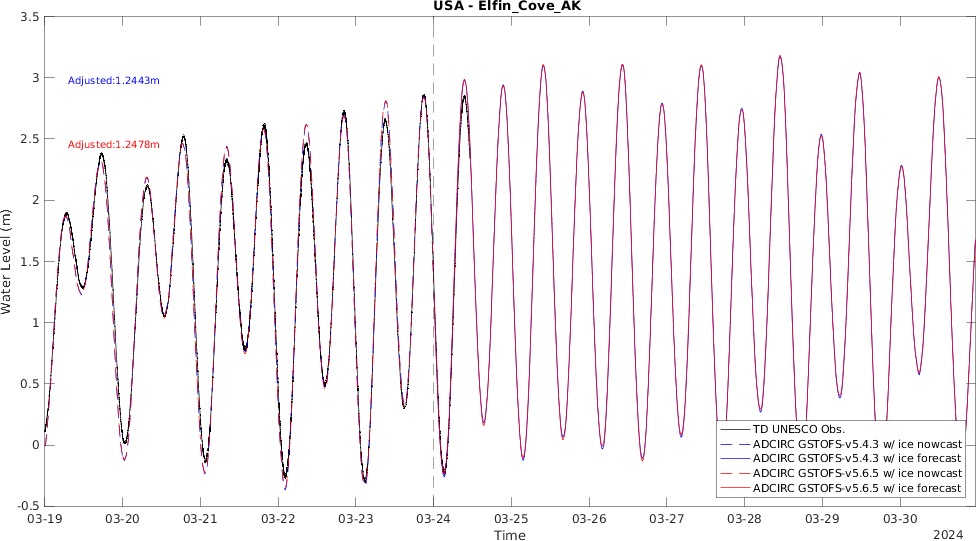 USA - Elfin_Cove_AK
3.5
3
2.5
2
1.5
1
0.5
0
-0.5
Water Level (m)
Adjusted:1.2443m
Adjusted:1.2478m
TD UNESCO Obs.
ADCIRC GSTOFS-v5.4.3 w/ ice nowcast
ADCIRC GSTOFS-v5.4.3 w/ ice forecast
ADCIRC GSTOFS-v5.6.5 w/ ice nowcast
ADCIRC GSTOFS-v5.6.5 w/ ice forecast
03-19 03-20 03-21 03-22 03-23 03-24 03-25 03-26 03-27 03-28 03-29 03-30
Time
2024